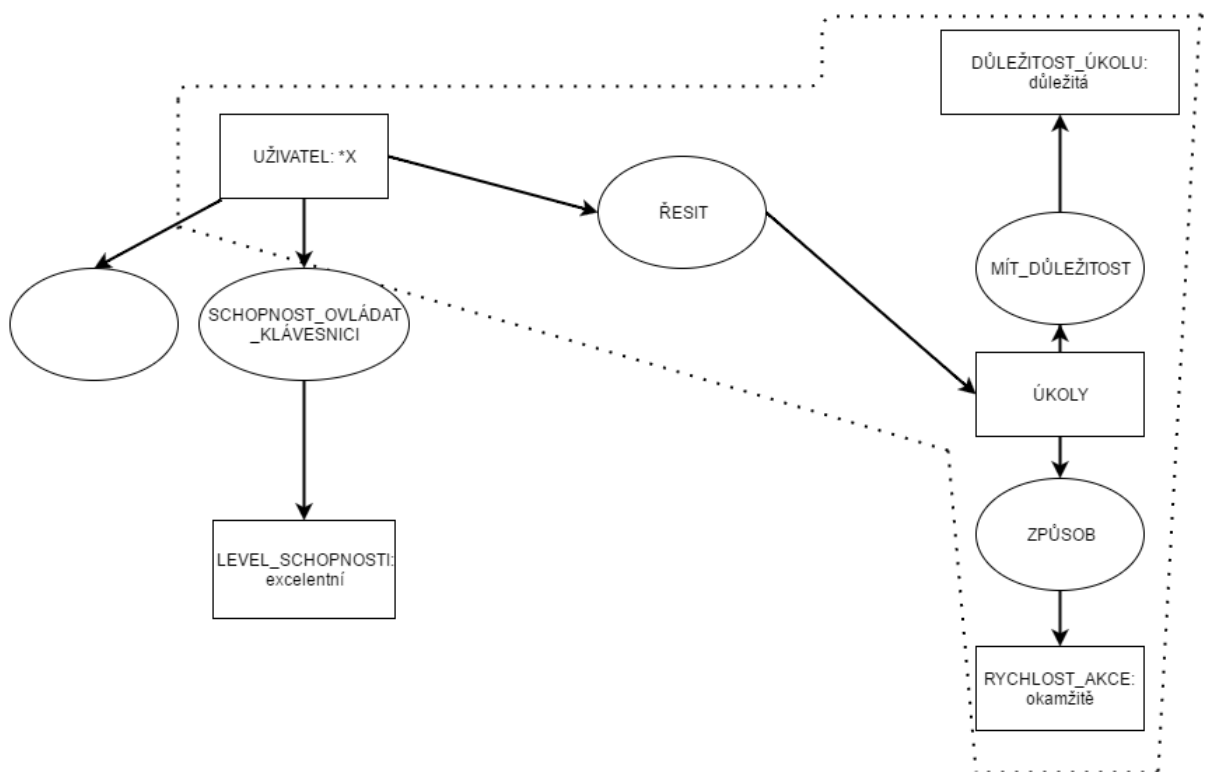 DŮLEŽITOST_ÚKOLU:
důležitá
UŽIVATEL: *X
ŘESIT
MÍT_DŮLEŽITOST
SCHOPNOST_OVLÁDAT
_KLÁVESNICI
ÚKOLY
ZPŮSOB
LEVEL_SCHOPNOSTI:
excelentní
RYCHLOST_AKCE:
okamžitě